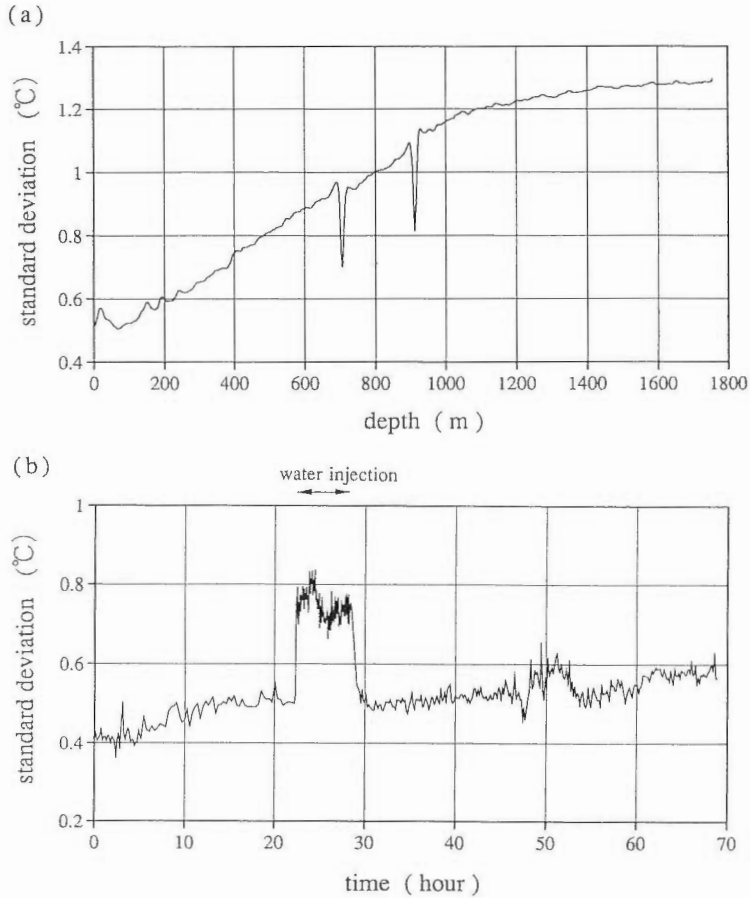 (a)
standard deviation (℃)
1.4
1.2
1
0.8
0.6
0.4
0 200 400 600 800 1000 1200 1400 1600 1800
depth (m)
(b)
water injection
standard deviation (℃)
1
0.8
0.6
0.4
0.2
0 10 20 30 40 50 60 70
time (hour)